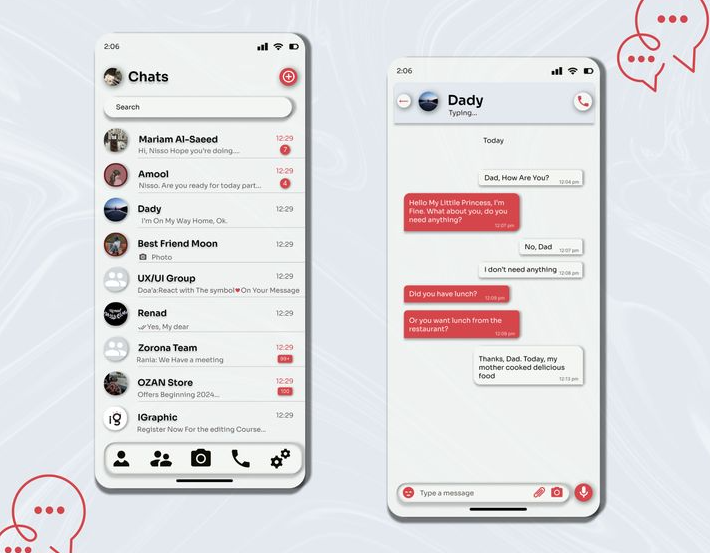 2:06
Chats
Search
Mariam Al-Saeed 12:29
Hi, Nisso Hope you're doing.... 7
Amool 12:29
Nisso. Are you ready for today part... 4
Dady 12:29
I'm On My Way Home, Ok.
Best Friend Moon 12:29
Photo
UX/UI Group 12:29
Doa'a:React with The symbol❤On Your Message
Renad 12:29
Yes, My dear
Zorona Team 12:29
Rania: We Have a meeting 99+
OZAN Store 12:29
Offers Beginning 2024... 100
IGraphic 12:29
Register Now For the editing Course...
2:06
Dady
Typing...
Today
Dad, How Are You?
12:04 pm
Hello My Little Princess, I'm
Fine. What about you, do you
need anything?
12:07 pm
No, Dad
12:07 pm
I don't need anything
12:08 pm
Did you have lunch?
12:09 pm
Or you want lunch from the
restaurant?
12:09 pm
Thanks, Dad. Today, my
mother cooked delicious
food
12:13 pm
Type a message